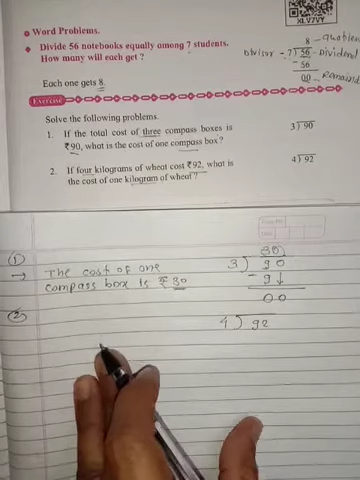 XLV7VY
Word Problems.
Divide 56 notebooks equally among 7 students.
How many will each get ?
Each one gets 8.
8 - quotien
Divisor - 7)56 - Dividend
- 56
00 - Remaind
Exercise
Solve the following problems.
1. If the total cost of three compass boxes is
₹90, what is the cost of one compass box?
3)90
2. If four kilograms of wheat cost ₹92, what is
the cost of one kilogram of wheat?
4)92
①
→ The cost of one
compass box is ₹ 30
30
3)90
- 9↓
00
②
4)92